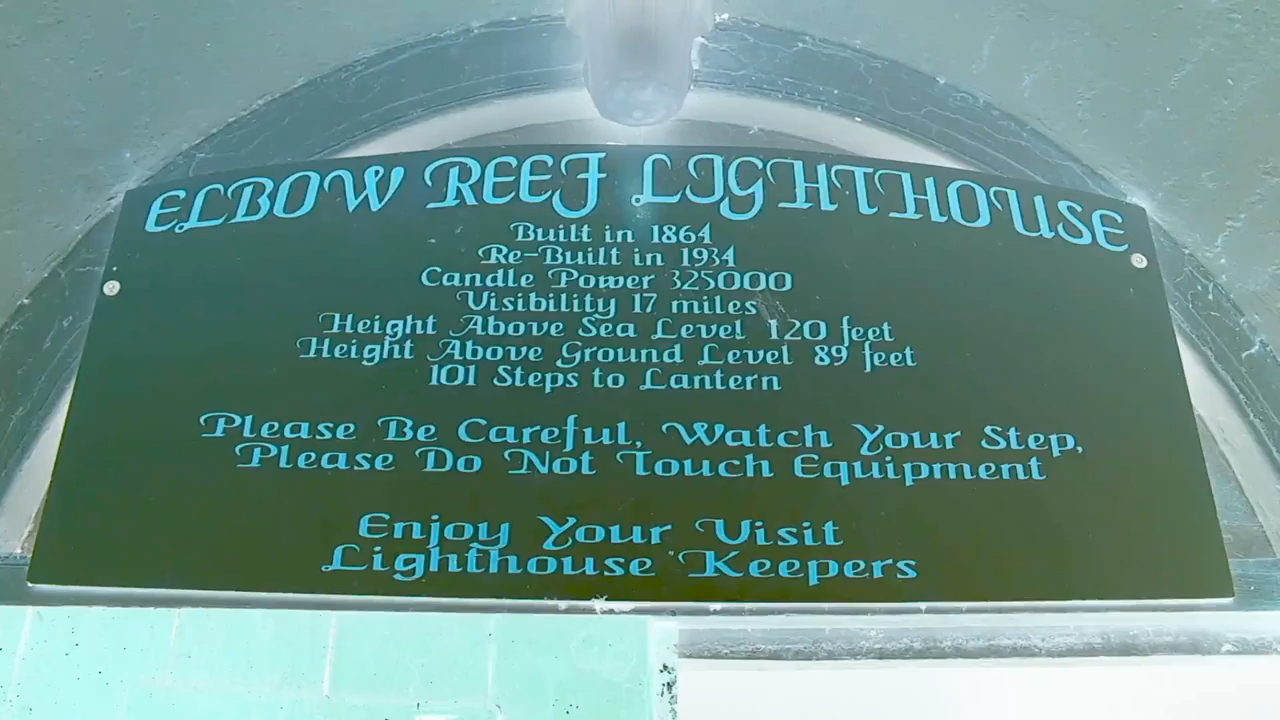 ELBOW REEF LIGHTHOUSE
Built in 1864
Re-Built in 1934
Candle Power 325000
Visibility 17 miles
Height Above Sea Level 120 feet
Height Above Ground Level 89 feet
101 Steps to Lantern
Please Be Careful, Watch Your Step,
Please Do Not Touch Equipment
Enjoy Your Visit
Lighthouse Keepers